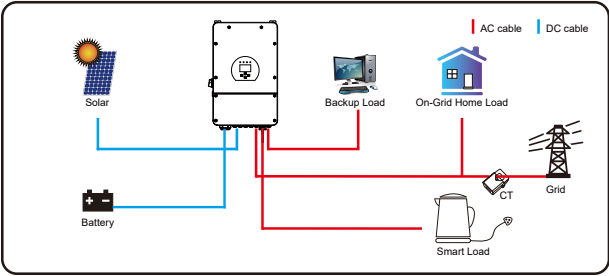 AC cable
DC cable
Solar
Backup Load
On-Grid Home Load
CT
Grid
Battery
Smart Load